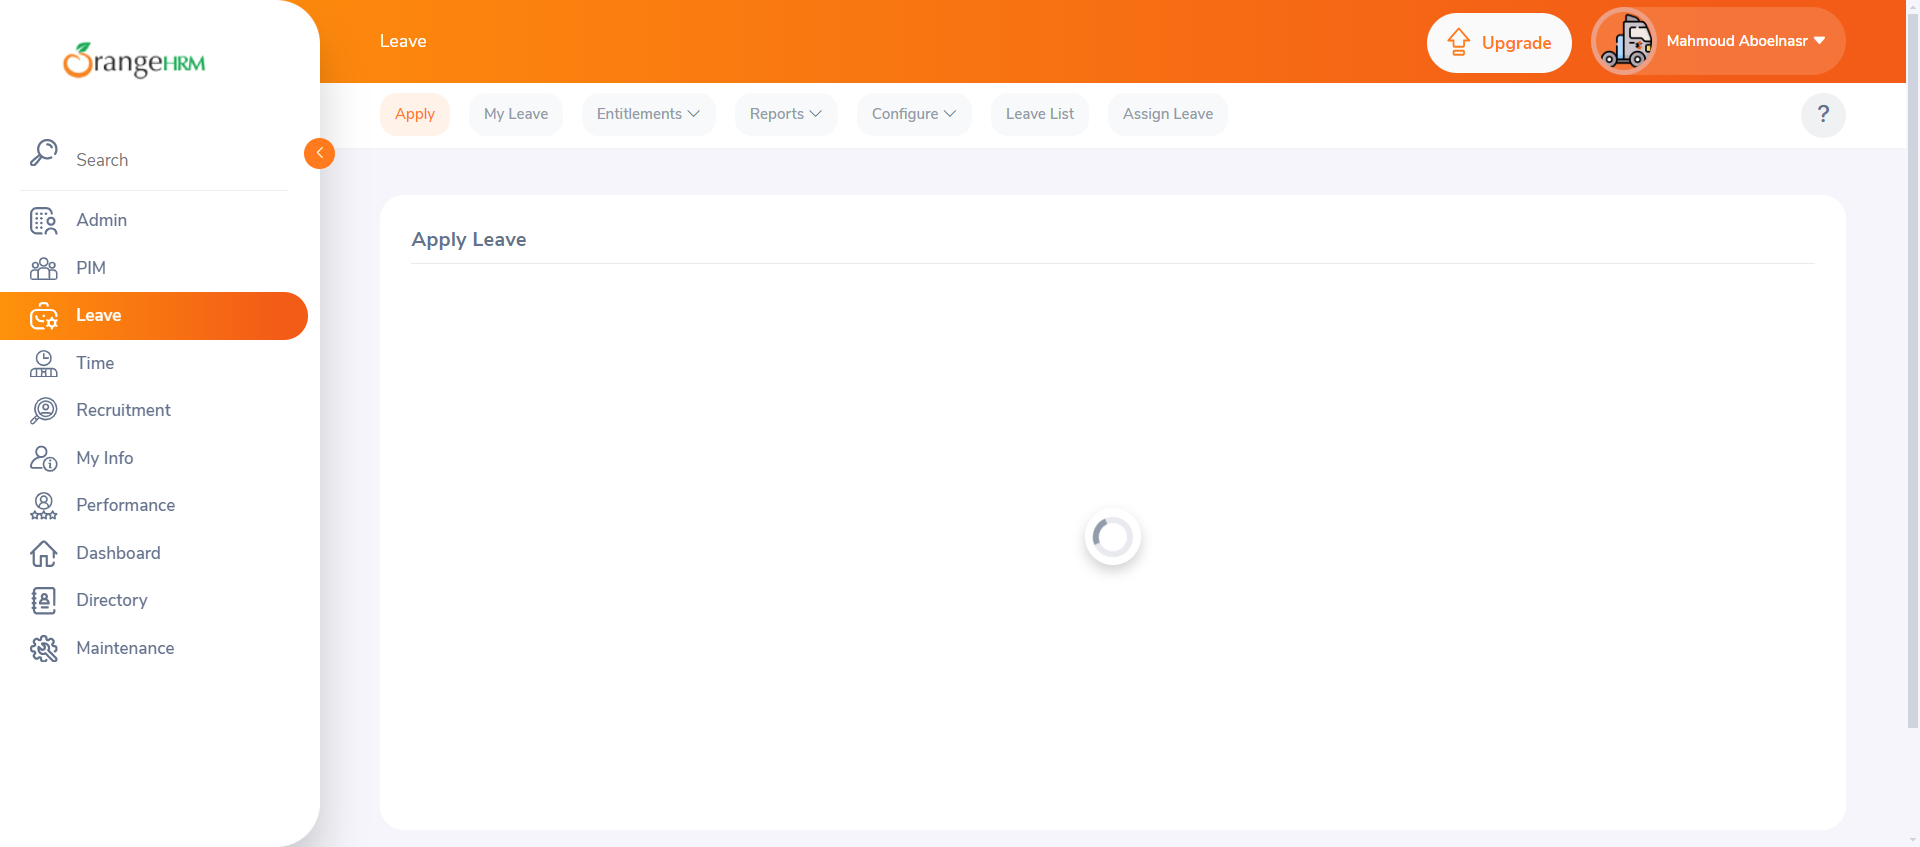 OrangeHRM
Leave
Upgrade
Mahmoud Aboelnasr
Apply
My Leave
Entitlements
Reports
Configure
Leave List
Assign Leave
?
Search
Admin
PIM
Leave
Time
Recruitment
My Info
Performance
Dashboard
Directory
Maintenance
Apply Leave